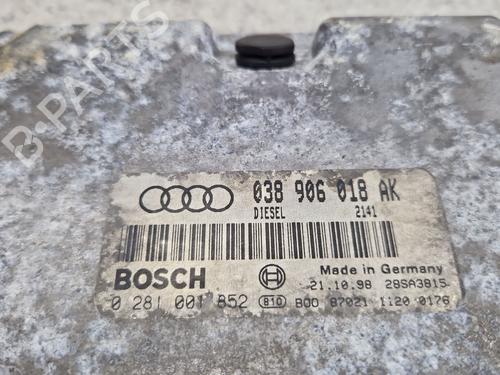 038 906 018 AK
DIESEL 2141
BOSCH
Made in Germany
21.10.98 28SA3815
0 281 001 852 810 B00 87021 1120 0176
B-PARTS